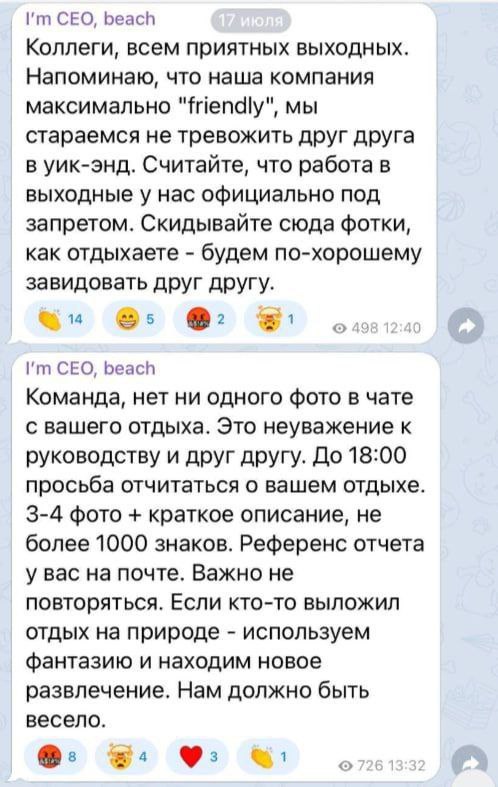 I'm CEO, beach
17 июля
Коллеги, всем приятных выходных.
Напоминаю, что наша компания
максимально "friendly", мы
стараемся не тревожить друг друга
в уик-энд. Считайте, что работа в
выходные у нас официально под
запретом. Скидывайте сюда фотки,
как отдыхаете - будем по-хорошему
завидовать друг другу.
14 5 2 1
498 12:40
I'm CEO, beach
Команда, нет ни одного фото в чате
с вашего отдыха. Это неуважение к
руководству и друг другу. До 18:00
просьба отчитаться о вашем отдыхе.
3-4 фото + краткое описание, не
более 1000 знаков. Референс отчета
у вас на почте. Важно не
повторяться. Если кто-то выложил
отдых на природе - используем
фантазию и находим новое
развлечение. Нам должно быть
весело.
8 4 3 1
726 13:32